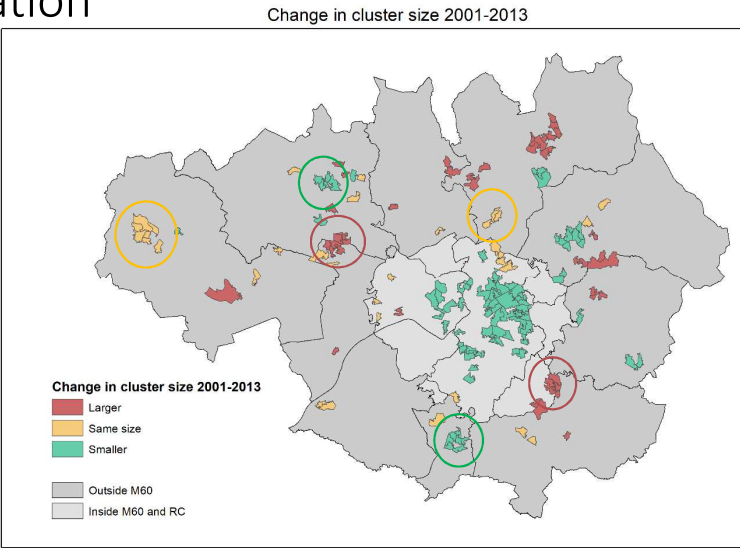 Change in cluster size 2001-2013
Change in cluster size 2001-2013
Larger
Same size
Smaller
Outside M60
Inside M60 and RC